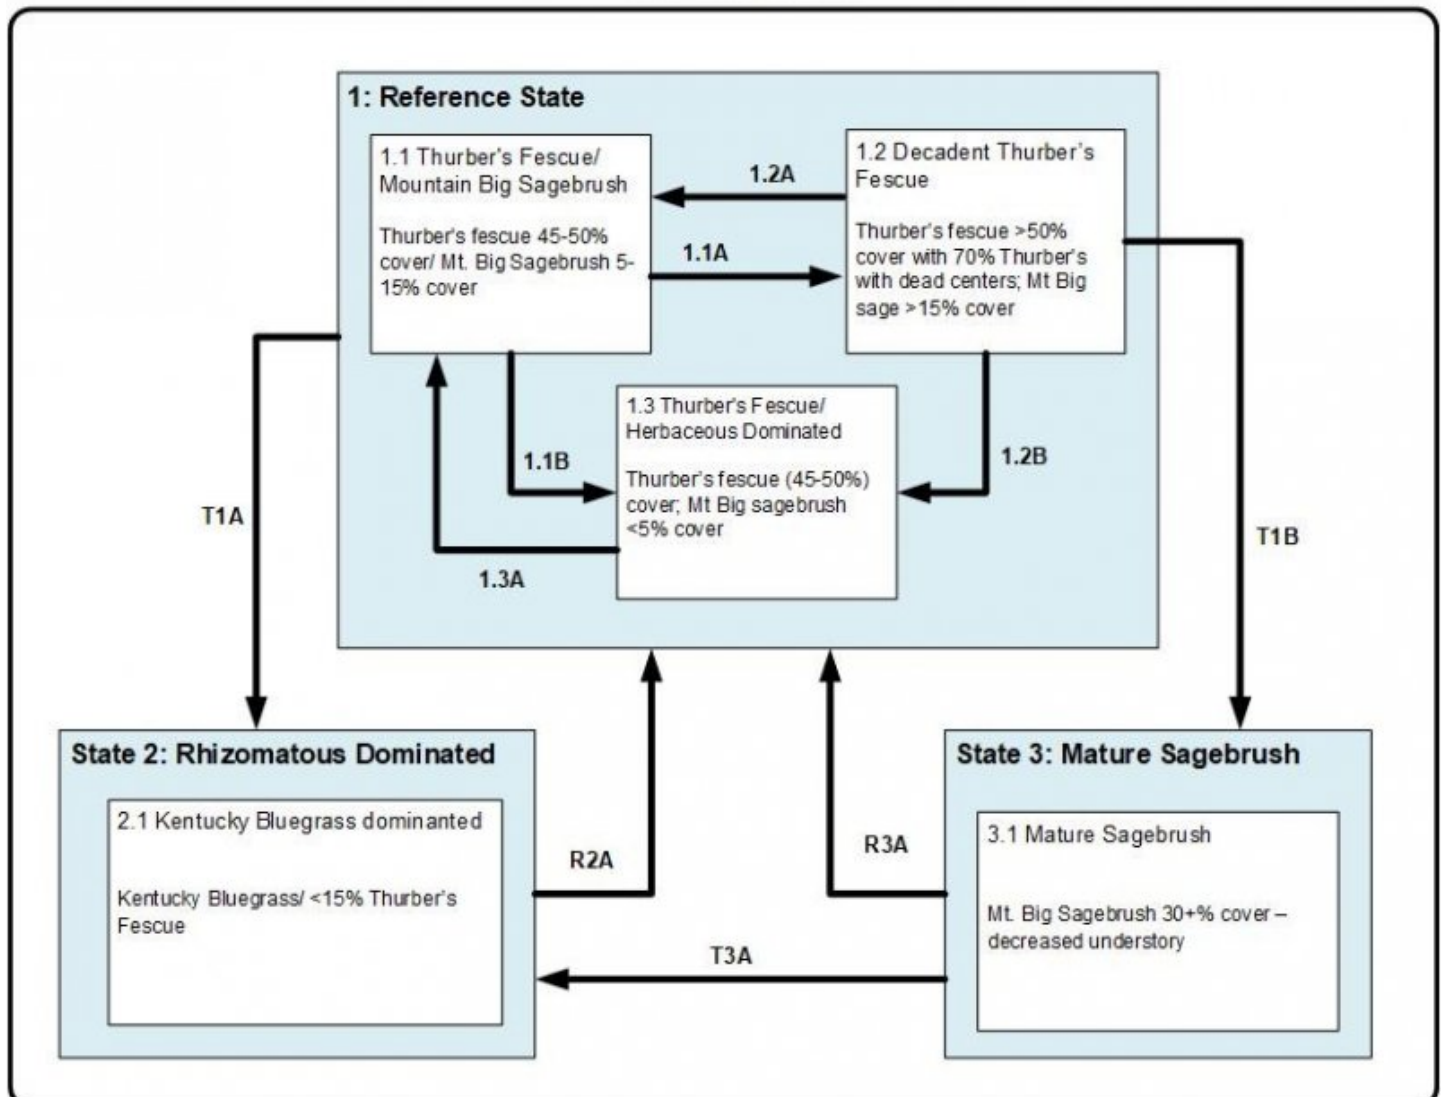 1: Reference State
1.1 Thurber's Fescue/
Mountain Big Sagebrush
Thurber's fescue 45-50%
cover/ Mt. Big Sagebrush 5-
15% cover
1.2A
1.1A
1.2 Decadent Thurber's
Fescue
Thurber's fescue >50%
cover with 70% Thurber's
with dead centers; Mt Big
sage >15% cover
1.3 Thurber's Fescue/
Herbaceous Dominated
Thurber's fescue (45-50%)
cover; Mt Big sagebrush
<5% cover
1.1B
1.2B
1.3A
T1A
T1B
State 2: Rhizomatous Dominated
2.1 Kentucky Bluegrass dominanted
Kentucky Bluegrass/ <15% Thurber's
Fescue
R2A
R3A
T3A
State 3: Mature Sagebrush
3.1 Mature Sagebrush
Mt. Big Sagebrush 30+% cover –
decreased understory